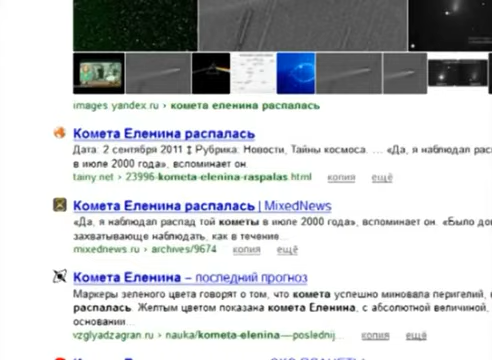 images.yandex.ru › комета еленина распалась
Комета Еленина распалась
Дата: 2 сентября 2011 ‡ Рубрика: Новости, Тайны космоса. ... «Да, я наблюдал рас
в июле 2000 года», вспоминает он.
tainy.net › 23996-kometa-elenina-raspalas.html копия ещё
Комета Еленина распалась | MixedNews
«Да, я наблюдал распад той кометы в июле 2000 года», вспоминает он. «Было до
захватывающе наблюдать, как в течение...
mixednews.ru › archives/9674 копия ещё
Комета Еленина – последний прогноз
Маркеры зеленого цвета говорят о том, что комета успешно миновала перигелий,
распалась. Желтым цветом показана комета Еленина, с абсолютной величиной,
основании...
vzglyadzagran.ru › nauka/kometa-elenina—-poslednij... копия ещё